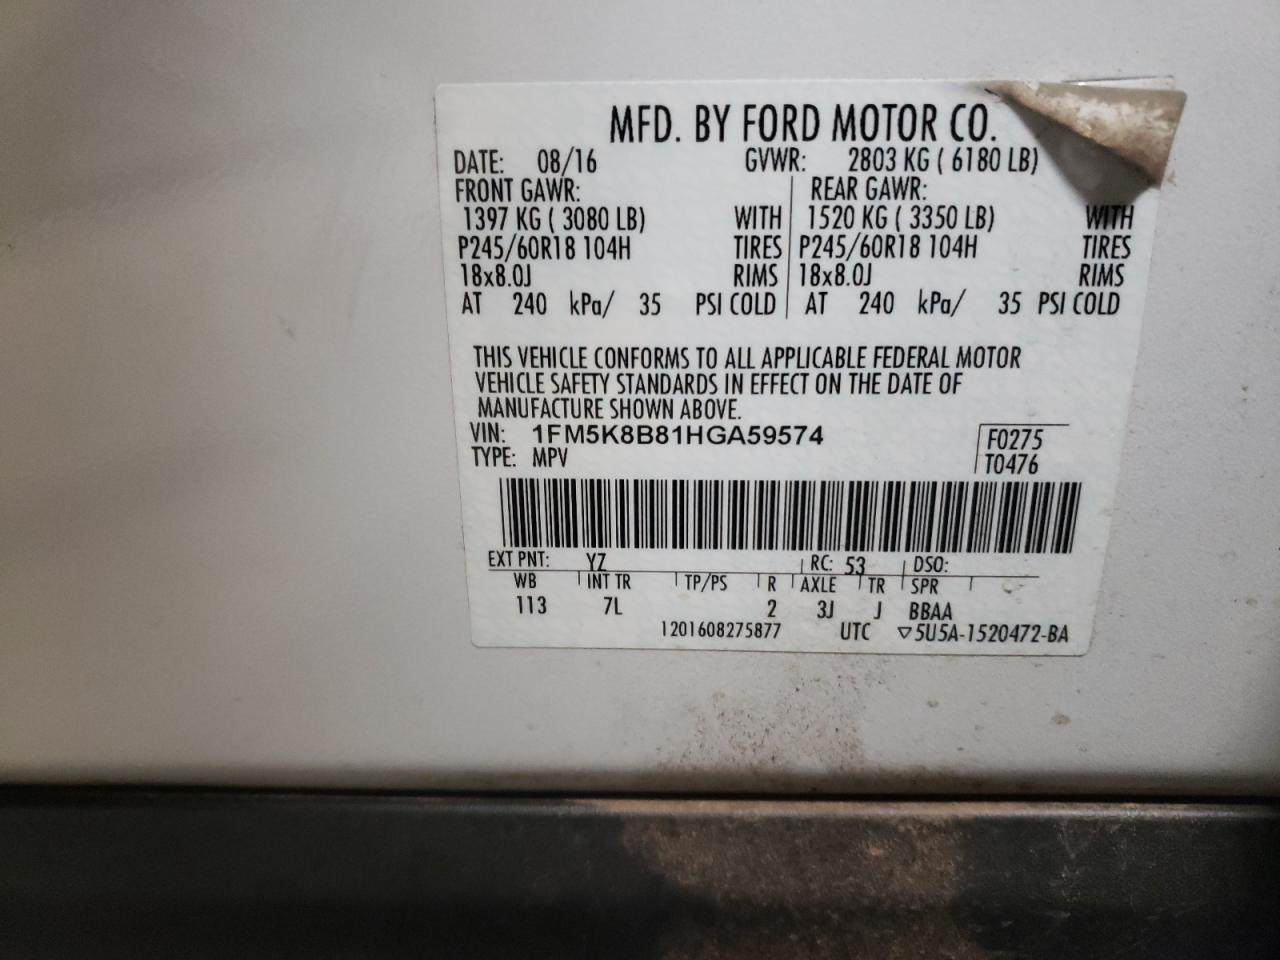 MFD. BY FORD MOTOR CO.
DATE: 08/16 GVWR: 2803 KG ( 6180 LB)
FRONT GAWR: REAR GAWR:
1397 KG ( 3080 LB) WITH 1520 KG ( 3350 LB) WITH
P245/60R18 104H TIRES P245/60R18 104H TIRES
18x8.0J RIMS 18x8.0J RIMS
AT 240 kPa/ 35 PSI COLD AT 240 kPa/ 35 PSI COLD
THIS VEHICLE CONFORMS TO ALL APPLICABLE FEDERAL MOTOR
VEHICLE SAFETY STANDARDS IN EFFECT ON THE DATE OF
MANUFACTURE SHOWN ABOVE.
VIN: 1FM5K8B81HGA59574 F0275
TYPE: MPV T0476
EXT PNT: YZ RC: 53 DSO:
WB INT TR TP/PS R AXLE TR SPR
113 7L 2 3J J BBAA
1201608275877 UTC ▽5U5A-1520472-BA